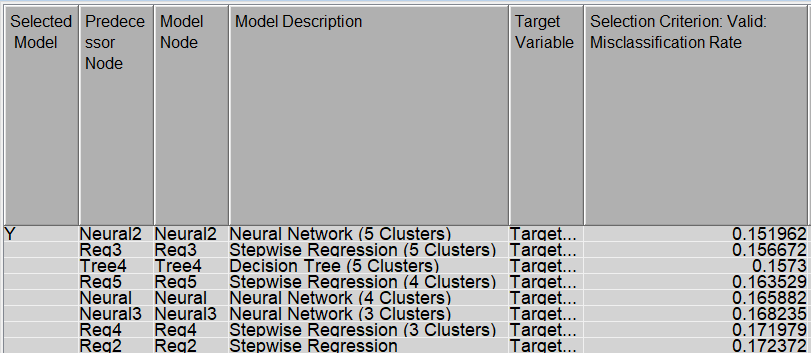 Selected Model Predece ssor Node Model Node Model Description Target Variable Selection Criterion: Valid: Misclassification Rate
Y Neural2 Neural2 Neural Network (5 Clusters) Target... 0.151962
Reg3 Reg3 Stepwise Regression (5 Clusters) Target... 0.156672
Tree4 Tree4 Decision Tree (5 Clusters) Target... 0.1573
Reg5 Reg5 Stepwise Regression (4 Clusters) Target... 0.163529
Neural Neural Neural Network (4 Clusters) Target... 0.165882
Neural3 Neural3 Neural Network (3 Clusters) Target... 0.168235
Reg4 Reg4 Stepwise Regression (3 Clusters) Target... 0.171979
Reg2 Reg2 Stepwise Regression Target... 0.172372